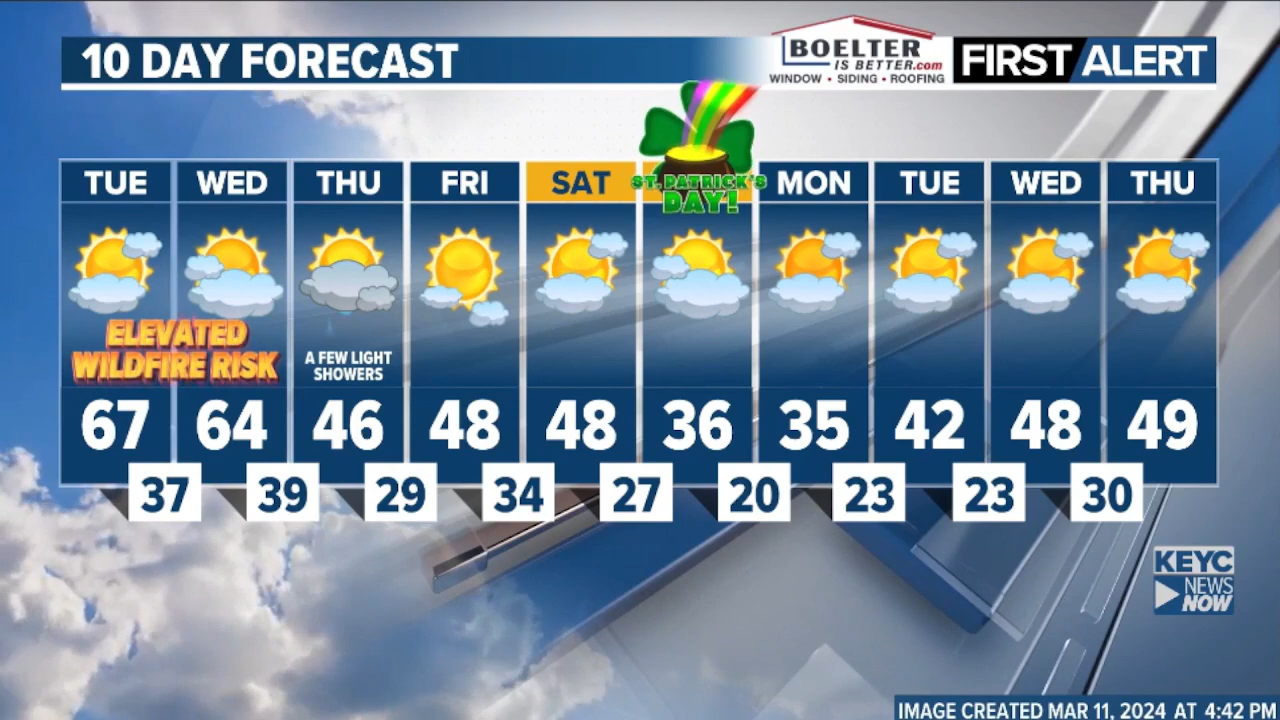 10 DAY FORECAST
BOELTER
IS BETTER.com
WINDOW • SIDING • ROOFING
FIRST ALERT
TUE WED THU FRI SAT ST. PATRICK'S DAY! MON TUE WED THU
ELEVATED
WILDFIRE RISK
A FEW LIGHT
SHOWERS
67 64 46 48 48 36 35 42 48 49
37 39 29 34 27 20 23 23 30
KEYC
NEWS
NOW
IMAGE CREATED MAR 11, 2024 AT 4:42 PM